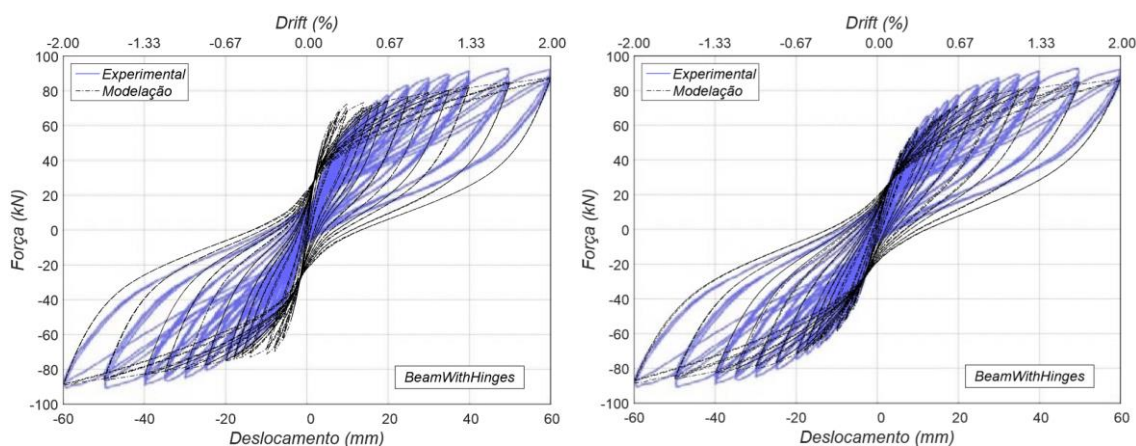 Drift (%)
-2.00 -1.33 -0.67 0.00 0.67 1.33 2.00
100
80
60
40
20
0
-20
-40
-60
-80
-100
Força (kN)
Experimental
Modelação
BeamWithHinges
-60 -40 -20 0 20 40 60
Deslocamento (mm)
Drift (%)
-2.00 -1.33 -0.67 0.00 0.67 1.33 2.00
100
80
60
40
20
0
-20
-40
-60
-80
-100
Força (kN)
Experimental
Modelação
BeamWithHinges
-60 -40 -20 0 20 40 60
Deslocamento (mm)